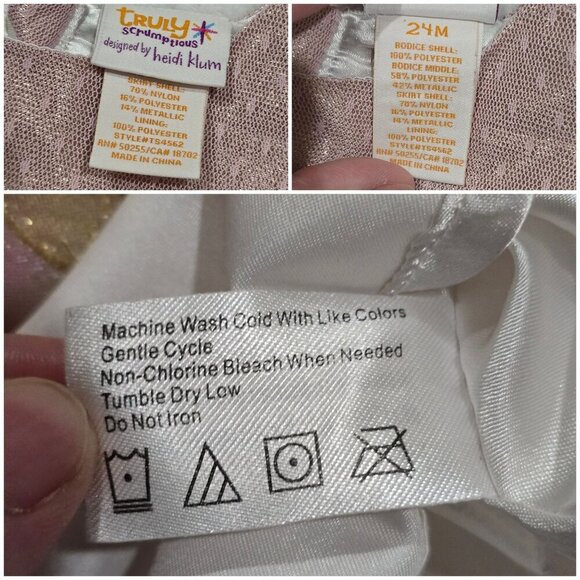 TRULY
scrumptious
designed by heidi klum
SKIRT SHELL:
70% NYLON
16% POLYESTER
14% METALLIC
LINING:
100% POLYESTER
STYLE#TS4562
RN# 50255/CA# 18702
MADE IN CHINA
24M
BODICE SHELL:
100% POLYESTER
BODICE MIDDLE:
58% POLYESTER
42% METALLIC
SKIRT SHELL:
70% NYLON
16% POLYESTER
14% METALLIC
LINING:
100% POLYESTER
STYLE#TS4562
RN# 50255/CA# 18702
MADE IN CHINA
Machine Wash Cold With Like Colors
Gentle Cycle
Non-Chlorine Bleach When Needed
Tumble Dry Low
Do Not Iron